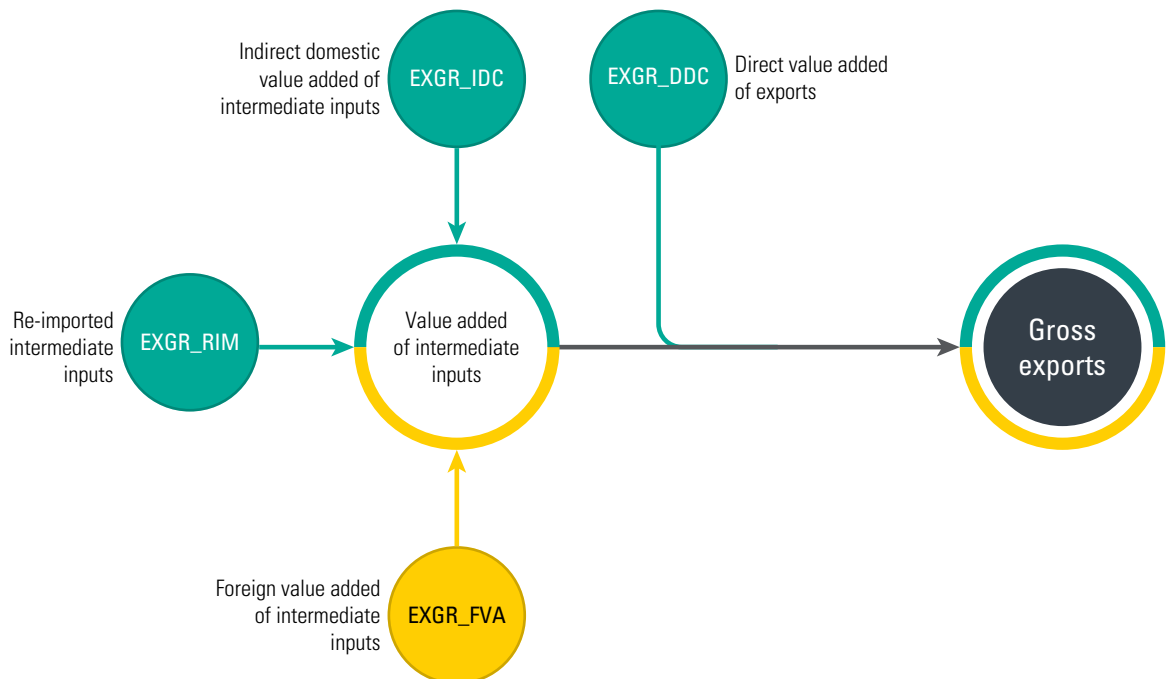 Indirect domestic
value added of
intermediate inputs
EXGR_IDC
EXGR_DDC
Direct value added
of exports
Re-imported
intermediate
inputs
EXGR_RIM
Value added
of intermediate
inputs
Gross
exports
Foreign value added
of intermediate
inputs
EXGR_FVA